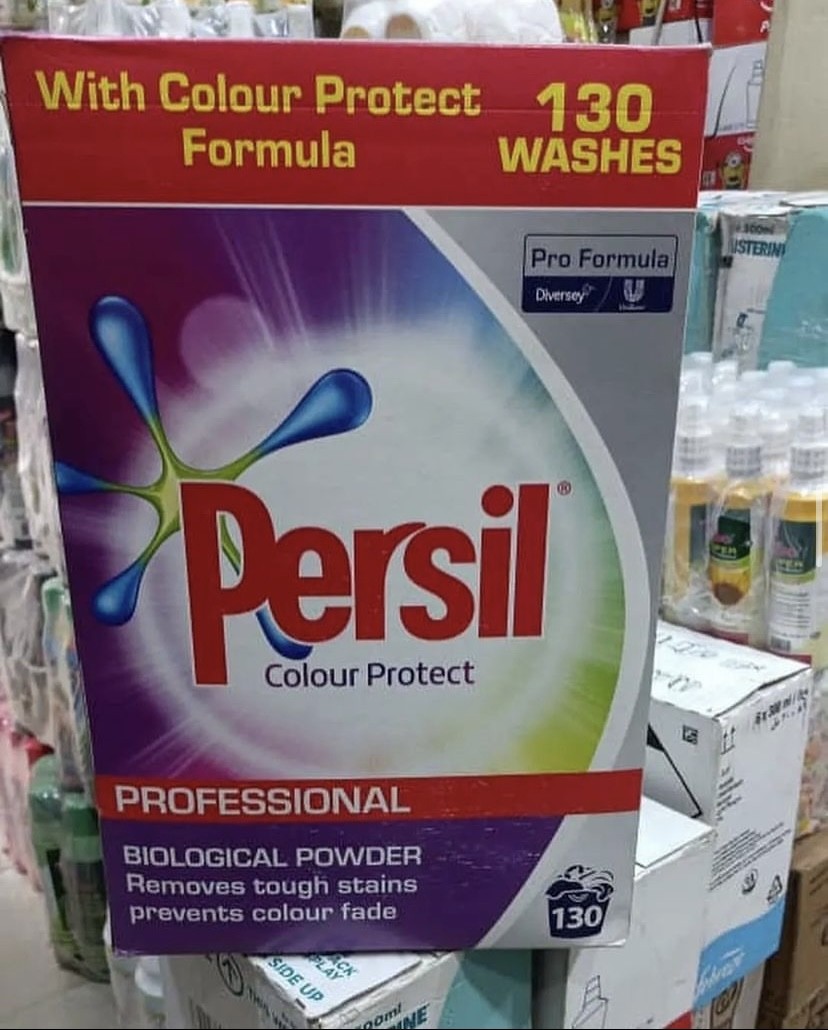 With Colour Protect
Formula
130
WASHES
Pro Formula
Diversey
Unilever
Persil®
Colour Protect
PROFESSIONAL
BIOLOGICAL POWDER
Removes tough stains
prevents colour fade
130
SIDE UP